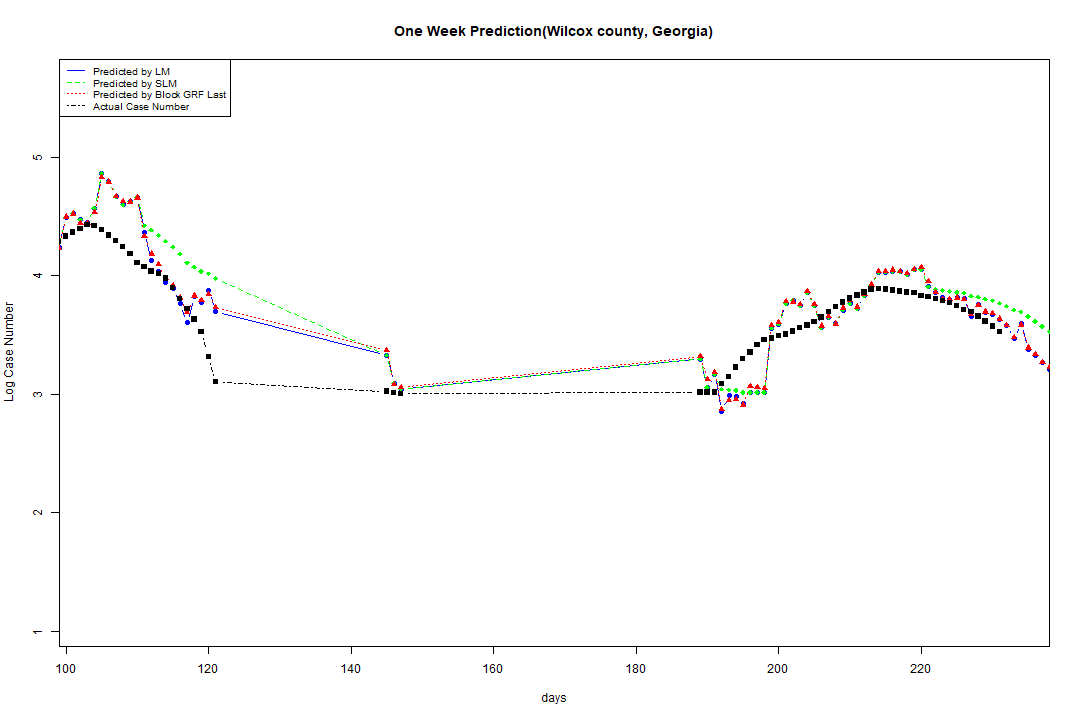 One Week Prediction(Wilcox county, Georgia)
Predicted by LM
Predicted by SLM
Predicted by Block GRF Last
Actual Case Number
5
4
3
2
1
Log Case Number
100 120 140 160 180 200 220
days